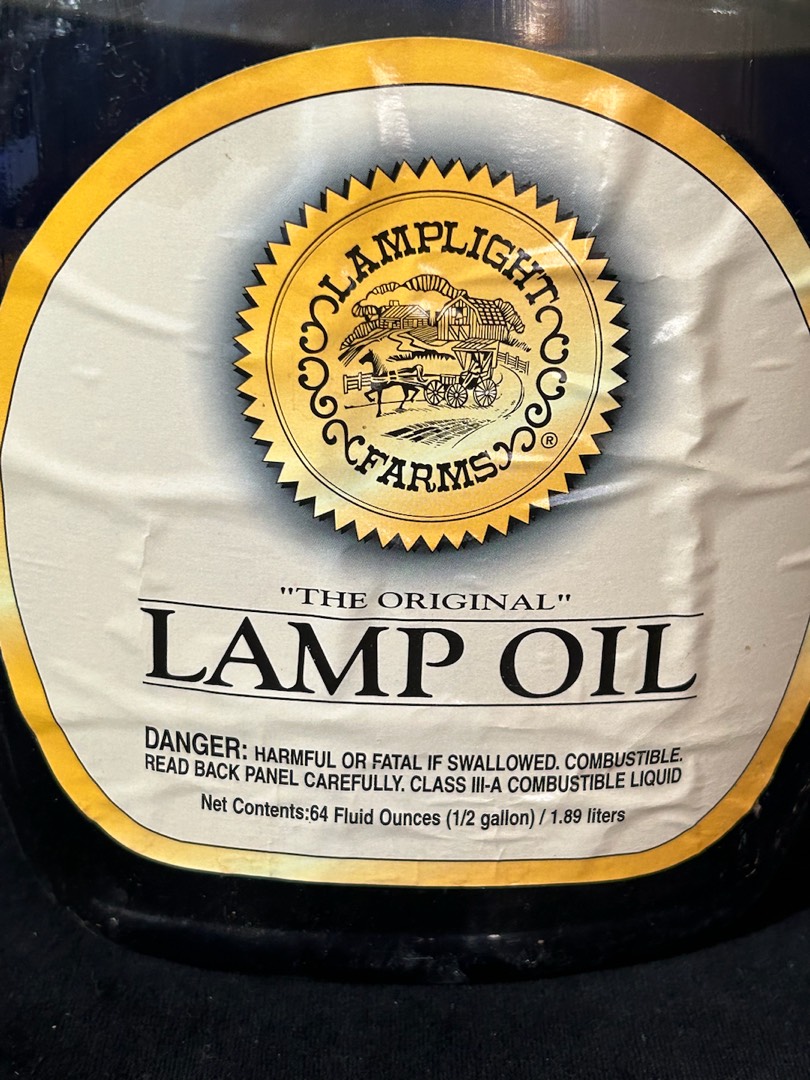 LAMPLIGHT
FARMS
®
"THE ORIGINAL"
LAMP OIL
DANGER: HARMFUL OR FATAL IF SWALLOWED. COMBUSTIBLE.
READ BACK PANEL CAREFULLY. CLASS III-A COMBUSTIBLE LIQUID
Net Contents:64 Fluid Ounces (1/2 gallon) / 1.89 liters